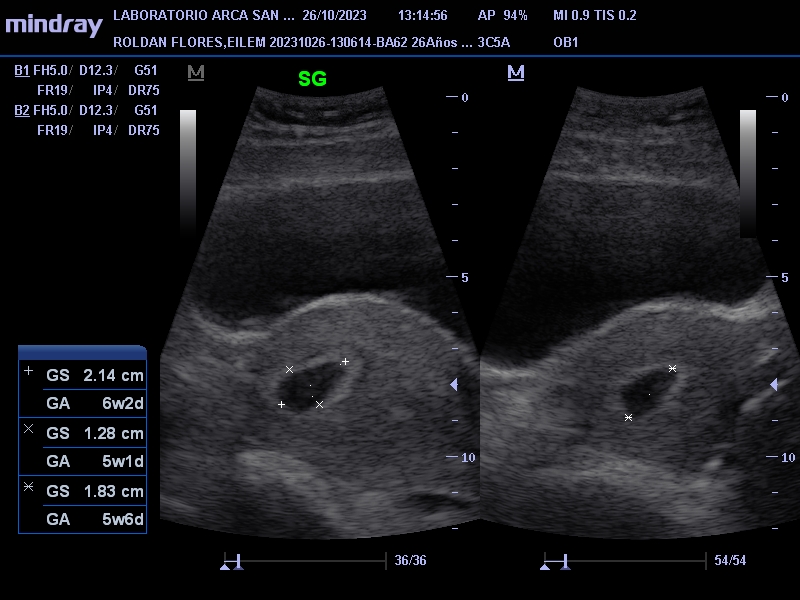 mindray
LABORATORIO ARCA SAN ... 26/10/2023 13:14:56 AP 94% MI 0.9 TIS 0.2
ROLDAN FLORES,EILEM 20231026-130614-BA62 26Años ... 3C5A OB1
B1 FH5.0/ D12.3/ G51
FR19/ IP4/ DR75
B2 FH5.0/ D12.3/ G51
FR19/ IP4/ DR75
M
SG
M
0
5
10
0
5
10
GS 2.14 cm
GA 6w2d
GS 1.28 cm
GA 5w1d
GS 1.83 cm
GA 5w6d
36/36
54/54